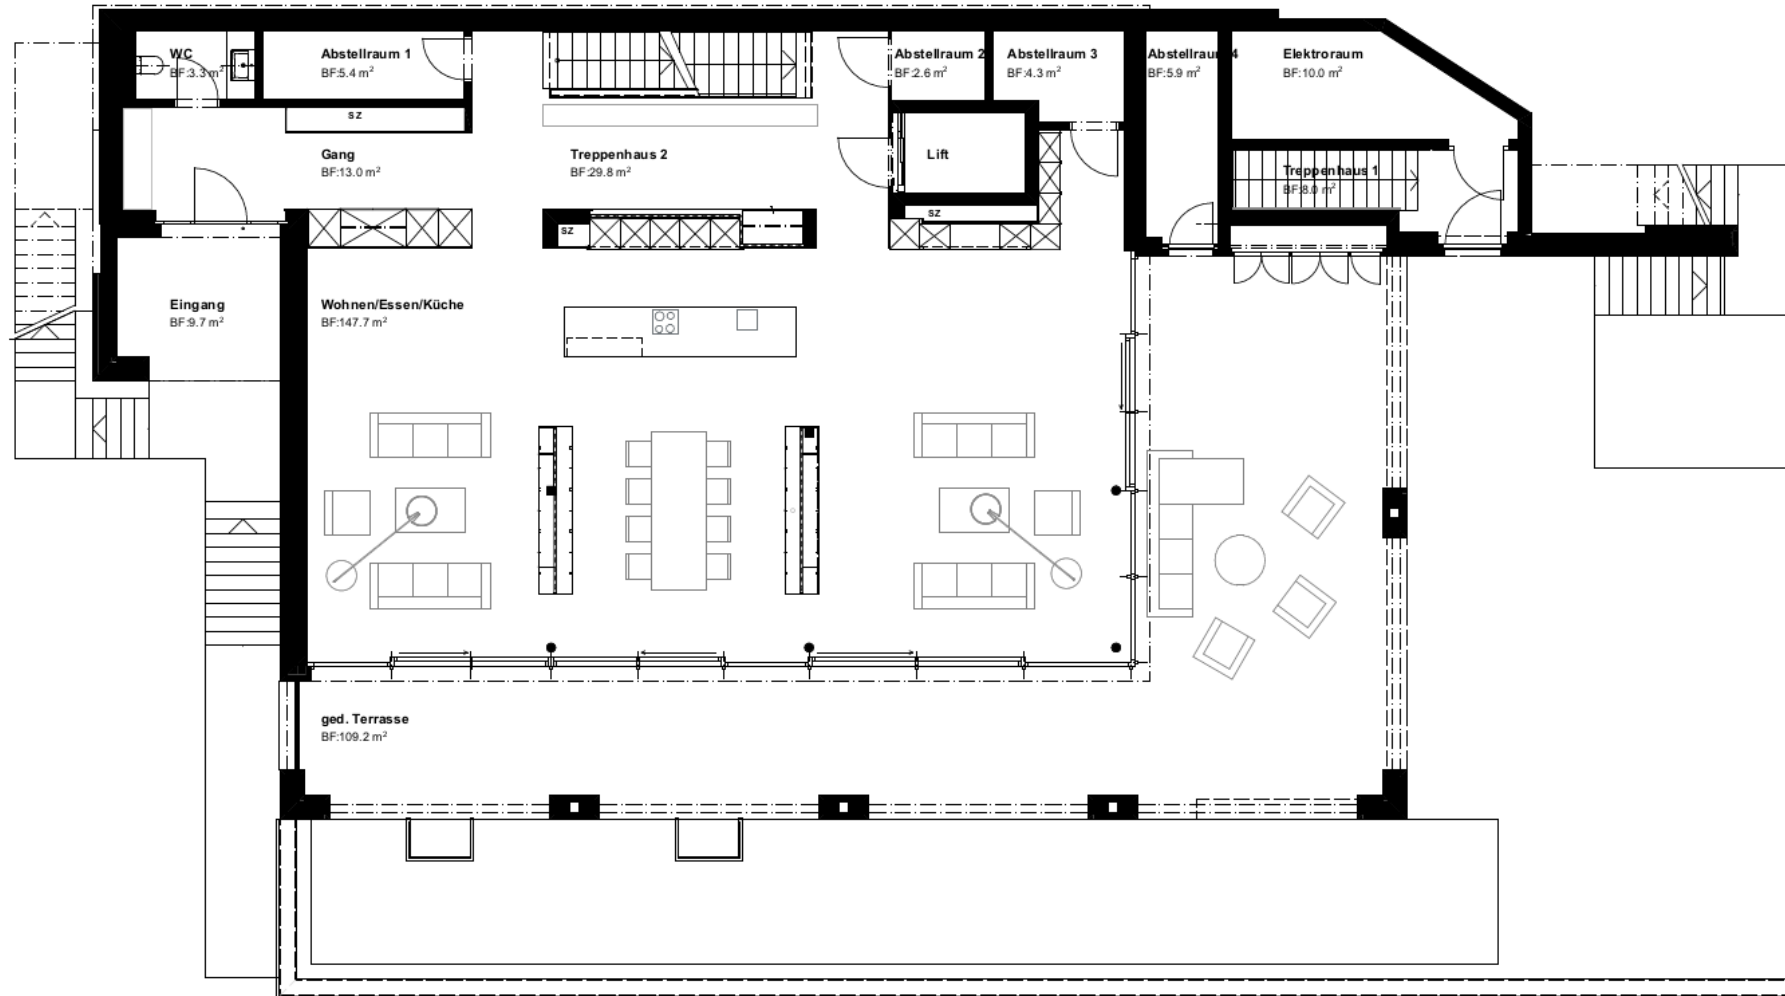 WC
BF:3.3 m²
Abstellraum 1
BF:5.4 m²
Abstellraum 2
BF:2.6 m²
Abstellraum 3
BF:4.3 m²
Abstellraum 4
BF:5.9 m²
Elektroraum
BF:10.0 m²
SZ
Gang
BF:13.0 m²
Treppenhaus 2
BF:29.8 m²
Lift
Treppenhaus 1
BF:8.0 m²
SZ
SZ
Eingang
BF:9.7 m²
Wohnen/Essen/Küche
BF:147.7 m²
ged. Terrasse
BF:109.2 m²